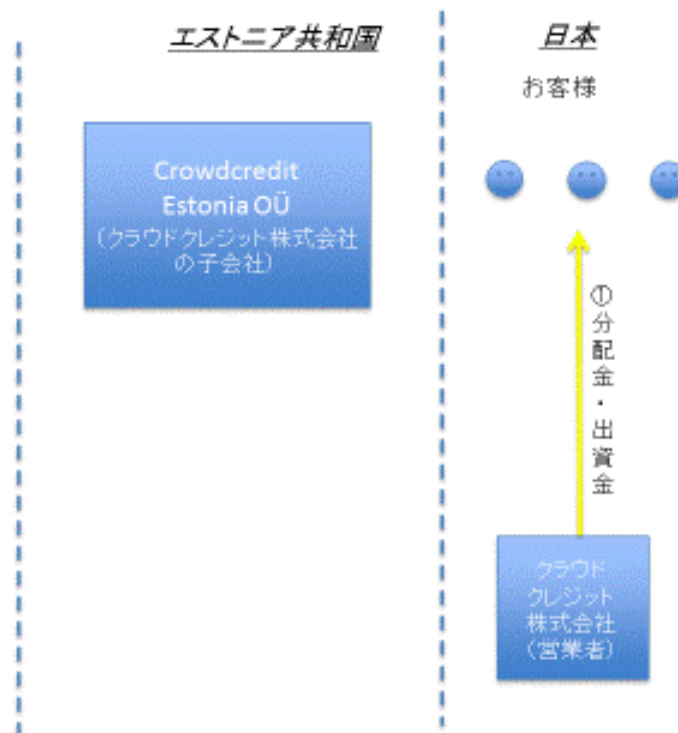 エストニア共和国
Crowdcredit
Estonia OÜ
（クラウドクレジット株式会社
の子会社）
日本
お客様
①分配金・出資金
クラウド
クレジット
株式会社
（営業者）